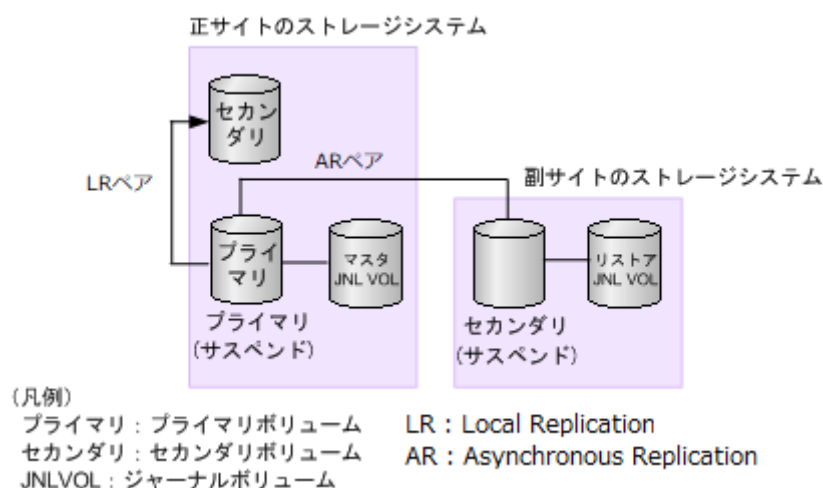 正サイトのストレージシステム
セカン
ダリ
LRペア
ARペア
副サイトのストレージシステム
プライ
マリ
マスタ
JNL VOL
リストア
JNL VOL
プライマリ
(サスペンド)
セカンダリ
(サスペンド)
(凡例)
プライマリ:プライマリボリューム
セカンダリ:セカンダリボリューム
JNLVOL:ジャーナルボリューム
LR : Local Replication
AR : Asynchronous Replication